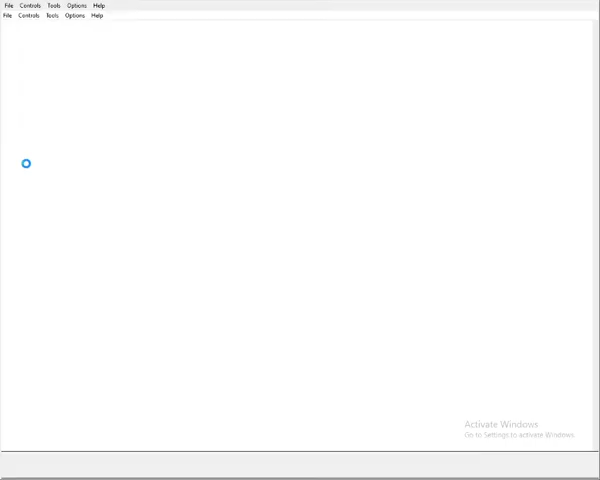 File Controls Tools Options Help
File Controls Tools Options Help
Activate Windows
Go to Settings to activate Windows.